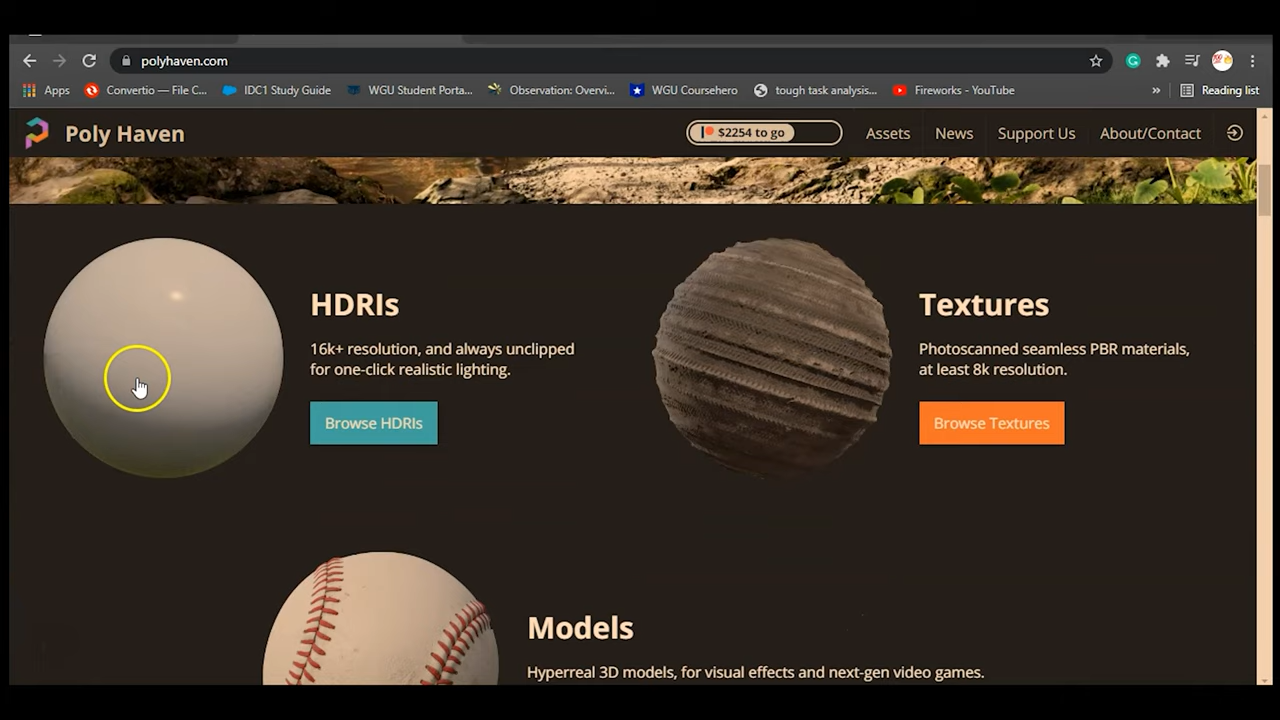 polyhaven.com
Apps
Convertio — File C...
IDC1 Study Guide
WGU Student Porta...
Observation: Overvi...
WGU Coursehero
tough task analysis...
Fireworks - YouTube
»
Reading list
Poly Haven
$2254 to go
Assets
News
Support Us
About/Contact
HDRIs
16k+ resolution, and always unclipped
for one-click realistic lighting.
Browse HDRIs
Textures
Photoscanned seamless PBR materials,
at least 8k resolution.
Browse Textures
Models
Hyperreal 3D models, for visual effects and next-gen video games.